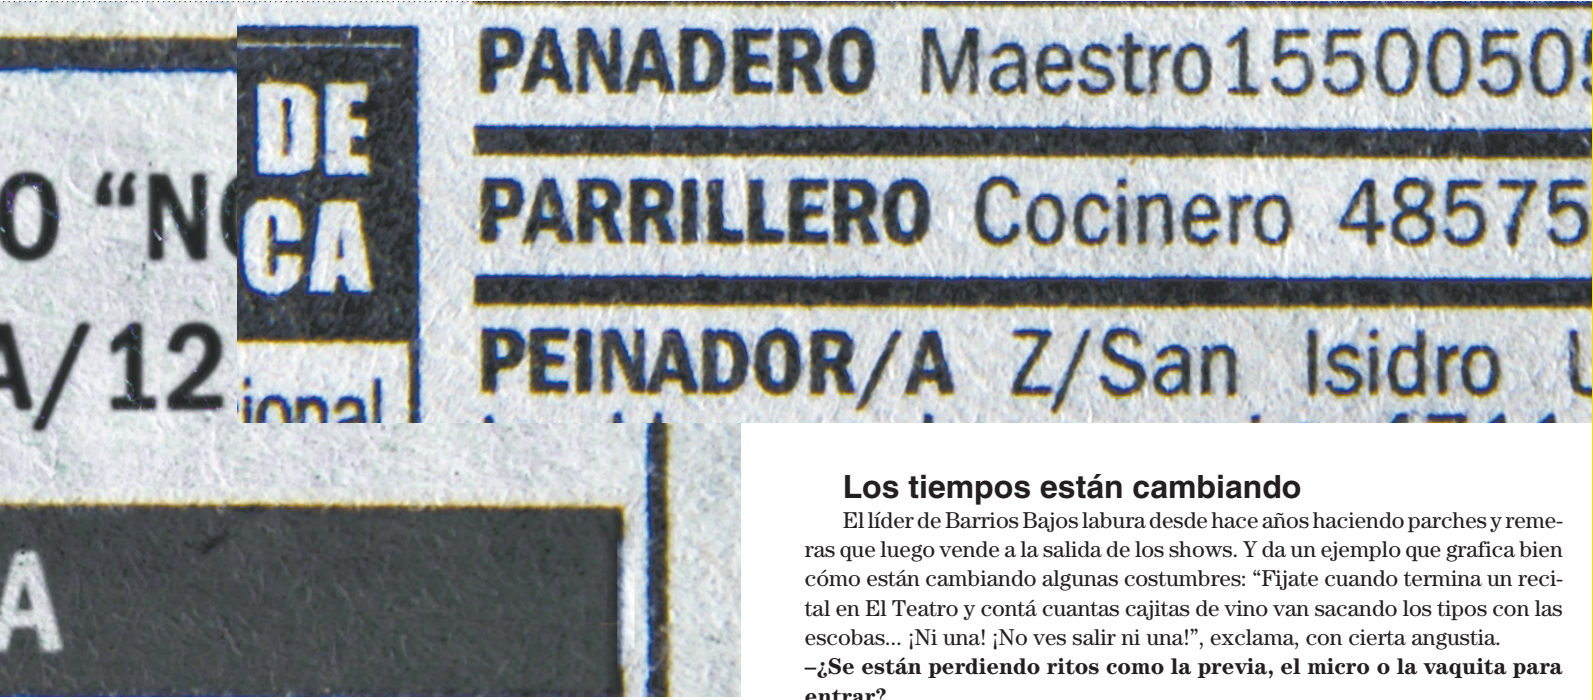 O “N
A/12
DE
CA
ional
PANADERO Maestro 1550050
PARRILLERO Cocinero 48575
PEINADOR/A Z/San Isidro
A
Los tiempos están cambiando
El líder de Barrios Bajos labura desde hace años haciendo parches y reme-
ras que luego vende a la salida de los shows. Y da un ejemplo que grafica bien
cómo están cambiando algunas costumbres: “Fijate cuando termina un reci-
tal en El Teatro y contá cuantas cajitas de vino van sacando los tipos con las
escobas... ¡Ni una! ¡No ves salir ni una!”, exclama, con cierta angustia.
–¿Se están perdiendo ritos como la previa, el micro o la vaquita para
entrar?